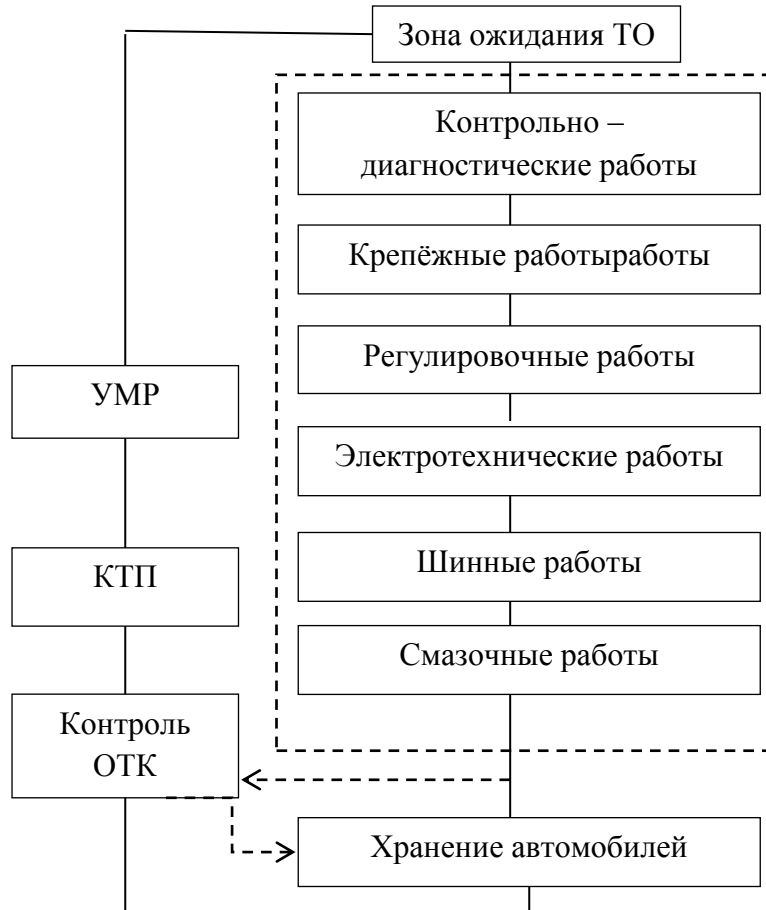 Зона ожидания ТО
Контрольно –
диагностические работы
Крепёжные работыработы
Регулировочные работы
УМР
Электротехнические работы
Шинные работы
КТП
Смазочные работы
Контроль
ОТК
Хранение автомобилей